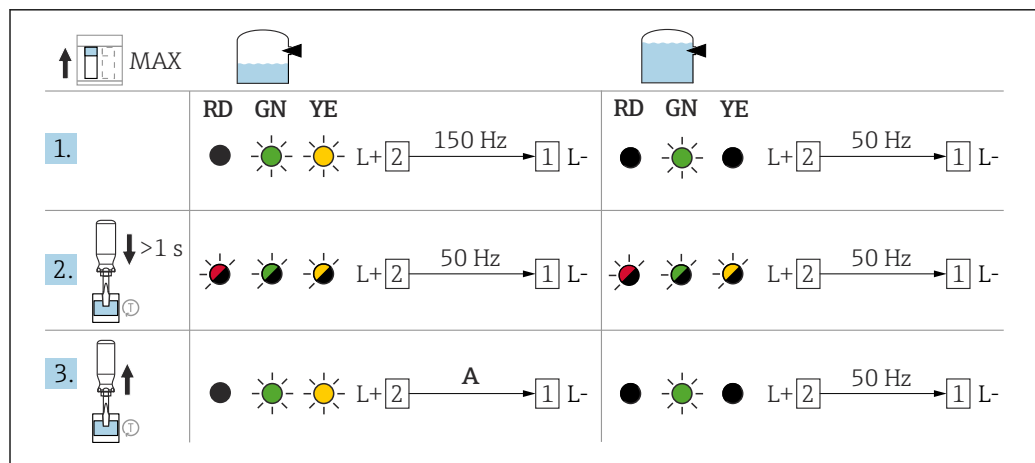 MAX
RD GN YE RD GN YE
1. L+ 2 150 Hz 1 L- L+ 2 50 Hz 1 L-
2. >1 s T L+ 2 50 Hz 1 L- L+ 2 50 Hz 1 L-
3. T L+ 2 A 1 L- L+ 2 50 Hz 1 L-